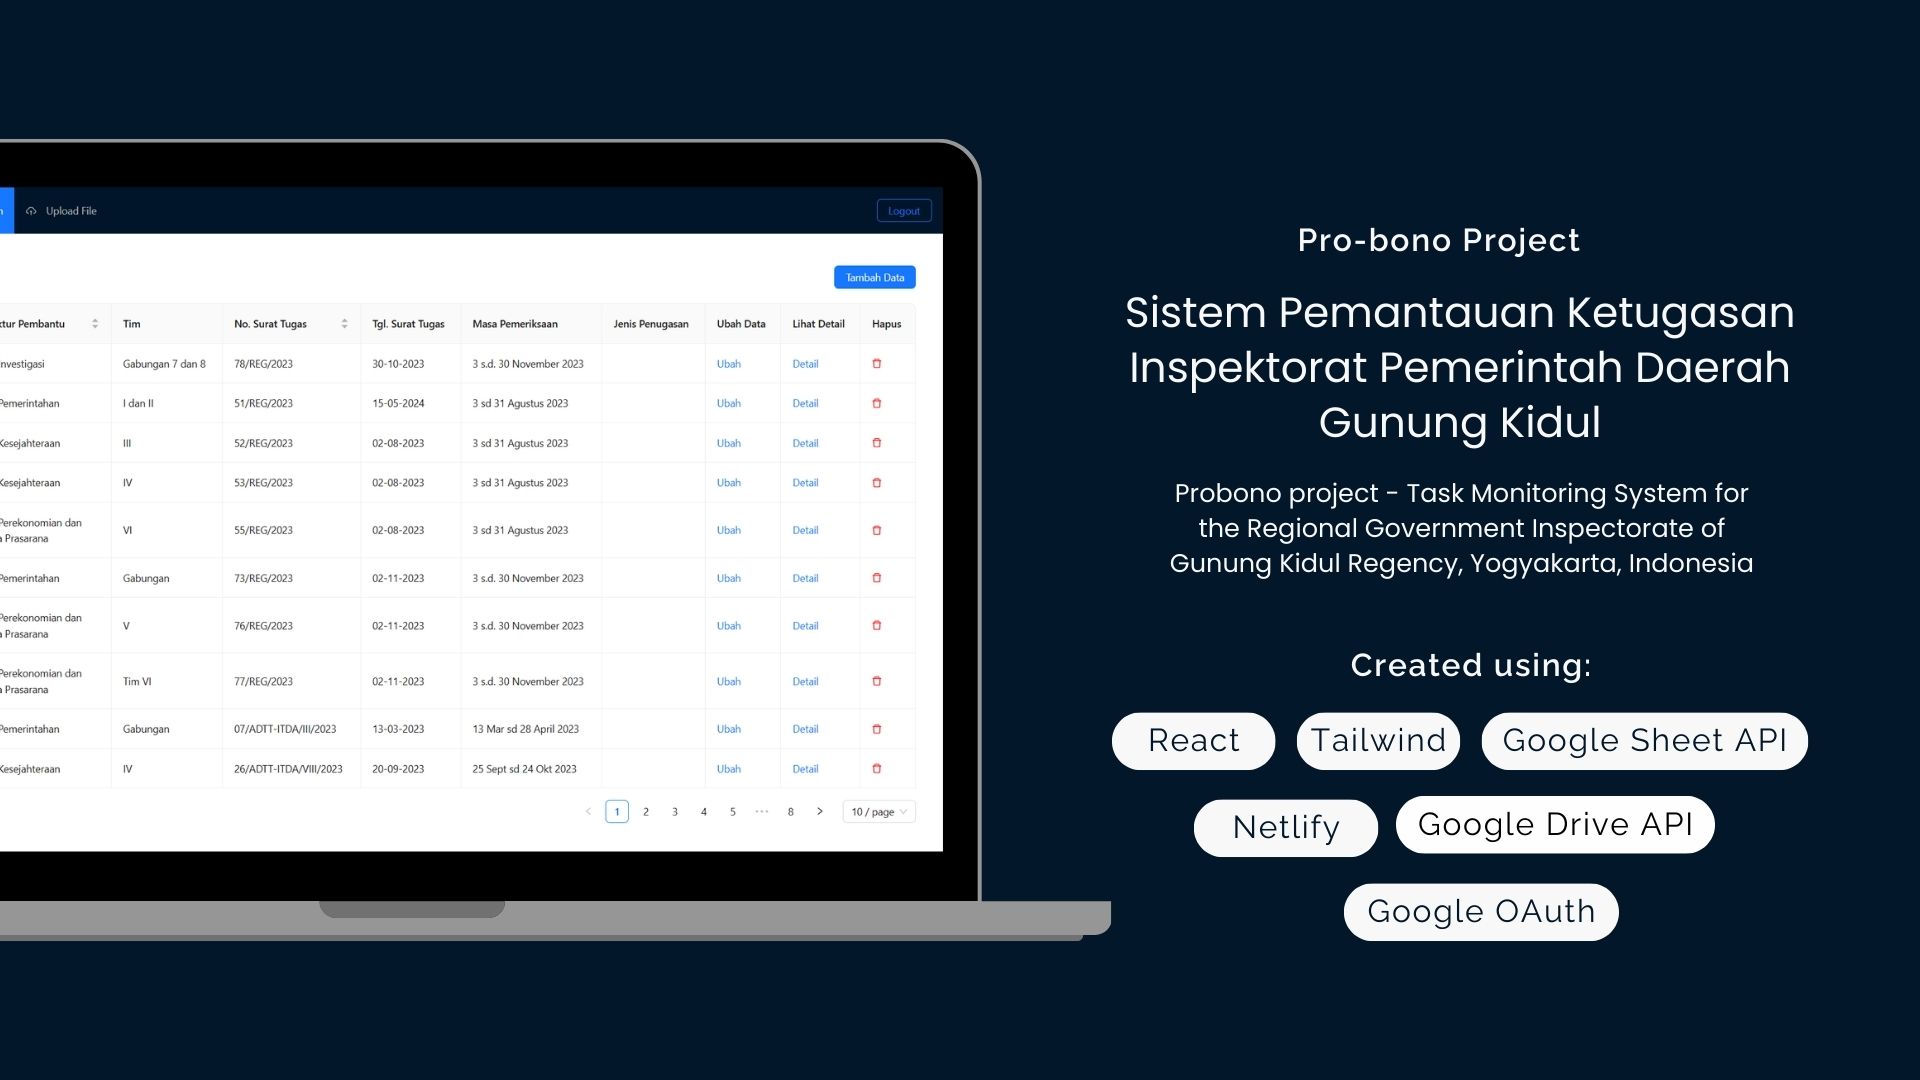 Upload File
Logout
Tambah Data
Pembantu Tim No. Surat Tugas Tgl. Surat Tugas Masa Pemeriksaan Jenis Penugasan Ubah Data Lihat Detail Hapus
Gabungan 7 dan 8 78/REG/2023 30-10-2023 3 s.d. 30 November 2023 Ubah Detail
Pemerintahan I dan II 51/REG/2023 15-05-2024 3 sd 31 Agustus 2023 Ubah Detail
Kesejahteraan III 52/REG/2023 02-08-2023 3 sd 31 Agustus 2023 Ubah Detail
Kesejahteraan IV 53/REG/2023 02-08-2023 3 sd 31 Agustus 2023 Ubah Detail
Perekonomian dan
Prasarana VI 55/REG/2023 02-08-2023 3 sd 31 Agustus 2023 Ubah Detail
Pemerintahan Gabungan 73/REG/2023 02-11-2023 3 s.d. 30 November 2023 Ubah Detail
Perekonomian dan
Prasarana V 76/REG/2023 02-11-2023 3 s.d. 30 November 2023 Ubah Detail
Perekonomian dan
Prasarana Tim VI 77/REG/2023 02-11-2023 3 s.d. 30 November 2023 Ubah Detail
Pemerintahan Gabungan 07/ADTT-ITDA/III/2023 13-03-2023 13 Mar sd 28 April 2023 Ubah Detail
Kesejahteraan IV 26/ADTT-ITDA/VIII/2023 20-09-2023 25 Sept sd 24 Okt 2023 Ubah Detail
< 1 2 3 4 5 ••• 8 > 10 / page
Pro-bono Project
Sistem Pemantauan Ketugasan
Inspektorat Pemerintah Daerah
Gunung Kidul
Probono project - Task Monitoring System for
the Regional Government Inspectorate of
Gunung Kidul Regency, Yogyakarta, Indonesia
Created using:
React Tailwind Google Sheet API
Netlify Google Drive API
Google OAuth